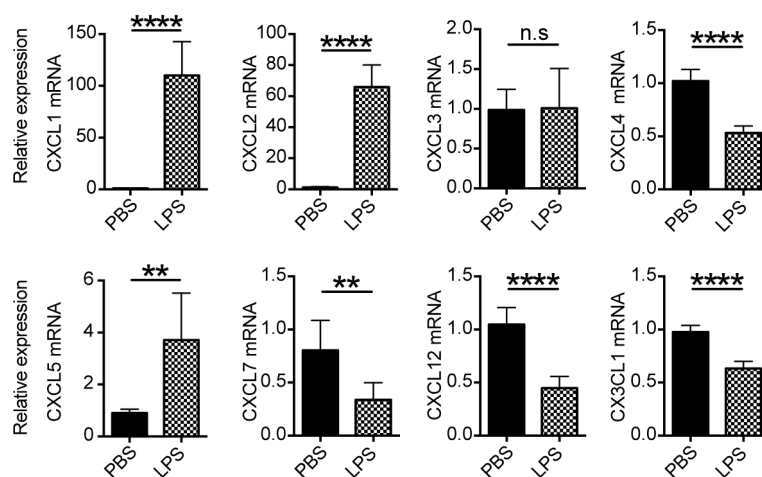 Relative expression
CXCL1 mRNA
150
100
50
0
****
PBS
LPS
CXCL2 mRNA
100
80
60
40
20
0
****
PBS
LPS
CXCL3 mRNA
2.0
1.5
1.0
0.5
0.0
n.s
PBS
LPS
CXCL4 mRNA
1.5
1.0
0.5
0.0
****
PBS
LPS
Relative expression
CXCL5 mRNA
6
4
2
0
**
PBS
LPS
CXCL7 mRNA
1.5
1.0
0.5
0.0
**
PBS
LPS
CXCL12 mRNA
1.5
1.0
0.5
0.0
****
PBS
LPS
CX3CL1 mRNA
1.5
1.0
0.5
0.0
****
PBS
LPS